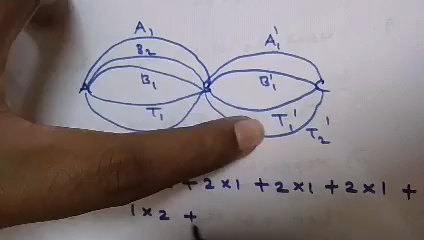 A₁ A₁'
B₂
B₁ B₁'
A B C
T₁ T₁' T₂'
+ 2 × 1 + 2 × 1 + 2 × 1 +
1 × 2 +